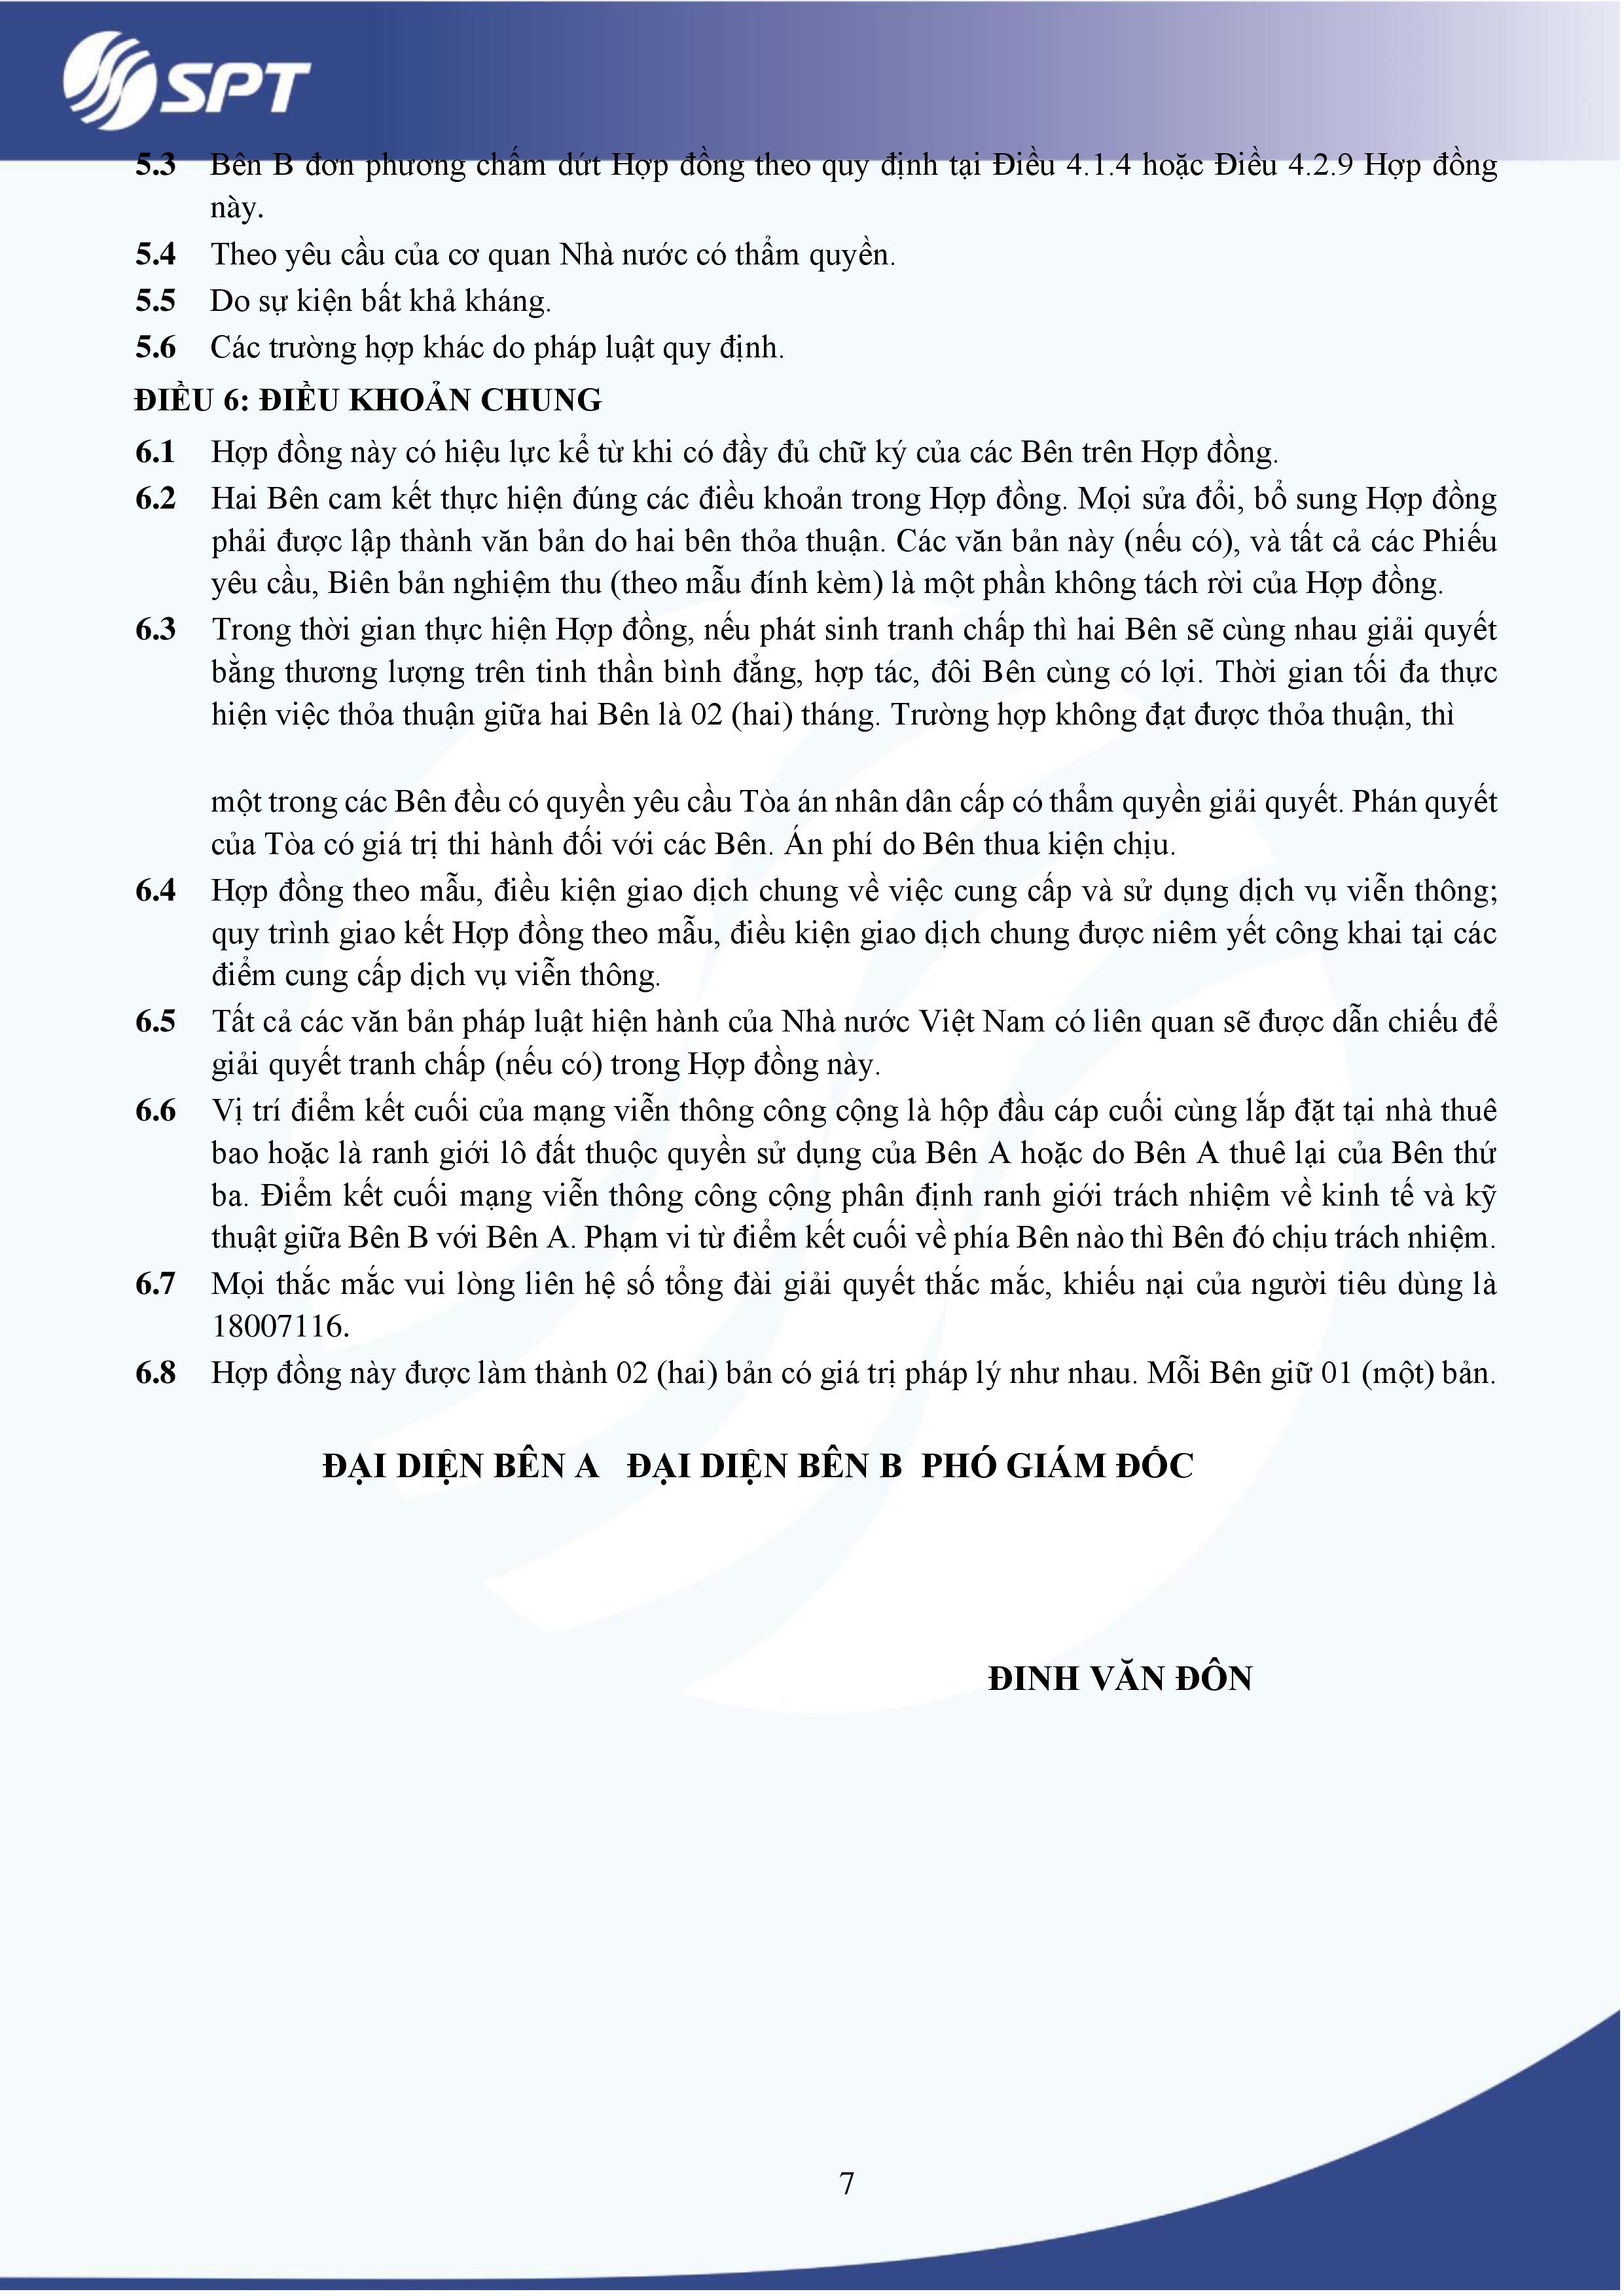 SPT
5.3 Bên B đơn phương chấm dứt Hợp đồng theo quy định tại Điều 4.1.4 hoặc Điều 4.2.9 Hợp đồng
này.
5.4 Theo yêu cầu của cơ quan Nhà nước có thẩm quyền.
5.5 Do sự kiện bất khả kháng.
5.6 Các trường hợp khác do pháp luật quy định.
ĐIỀU 6: ĐIỀU KHOẢN CHUNG
6.1 Hợp đồng này có hiệu lực kể từ khi có đầy đủ chữ ký của các Bên trên Hợp đồng.
6.2 Hai Bên cam kết thực hiện đúng các điều khoản trong Hợp đồng. Mọi sửa đổi, bổ sung Hợp đồng
phải được lập thành văn bản do hai bên thỏa thuận. Các văn bản này (nếu có), và tất cả các Phiếu
yêu cầu, Biên bản nghiệm thu (theo mẫu đính kèm) là một phần không tách rời của Hợp đồng.
6.3 Trong thời gian thực hiện Hợp đồng, nếu phát sinh tranh chấp thì hai Bên sẽ cùng nhau giải quyết
bằng thương lượng trên tinh thần bình đẳng, hợp tác, đôi Bên cùng có lợi. Thời gian tối đa thực
hiện việc thỏa thuận giữa hai Bên là 02 (hai) tháng. Trường hợp không đạt được thỏa thuận, thì
một trong các Bên đều có quyền yêu cầu Tòa án nhân dân cấp có thẩm quyền giải quyết. Phán quyết
của Tòa có giá trị thi hành đối với các Bên. Án phí do Bên thua kiện chịu.
6.4 Hợp đồng theo mẫu, điều kiện giao dịch chung về việc cung cấp và sử dụng dịch vụ viễn thông;
quy trình giao kết Hợp đồng theo mẫu, điều kiện giao dịch chung được niêm yết công khai tại các
điểm cung cấp dịch vụ viễn thông.
6.5 Tất cả các văn bản pháp luật hiện hành của Nhà nước Việt Nam có liên quan sẽ được dẫn chiếu để
giải quyết tranh chấp (nếu có) trong Hợp đồng này.
6.6 Vị trí điểm kết cuối của mạng viễn thông công cộng là hộp đầu cáp cuối cùng lắp đặt tại nhà thuê
bao hoặc là ranh giới lô đất thuộc quyền sử dụng của Bên A hoặc do Bên A thuê lại của Bên thứ
ba. Điểm kết cuối mạng viễn thông công cộng phân định ranh giới trách nhiệm về kinh tế và kỹ
thuật giữa Bên B với Bên A. Phạm vi từ điểm kết cuối về phía Bên nào thì Bên đó chịu trách nhiệm.
6.7 Mọi thắc mắc vui lòng liên hệ số tổng đài giải quyết thắc mắc, khiếu nại của người tiêu dùng là
18007116.
6.8 Hợp đồng này được làm thành 02 (hai) bản có giá trị pháp lý như nhau. Mỗi Bên giữ 01 (một) bản.
ĐẠI DIỆN BÊN A ĐẠI DIỆN BÊN B PHÓ GIÁM ĐỐC
ĐINH VĂN ĐÔN
7